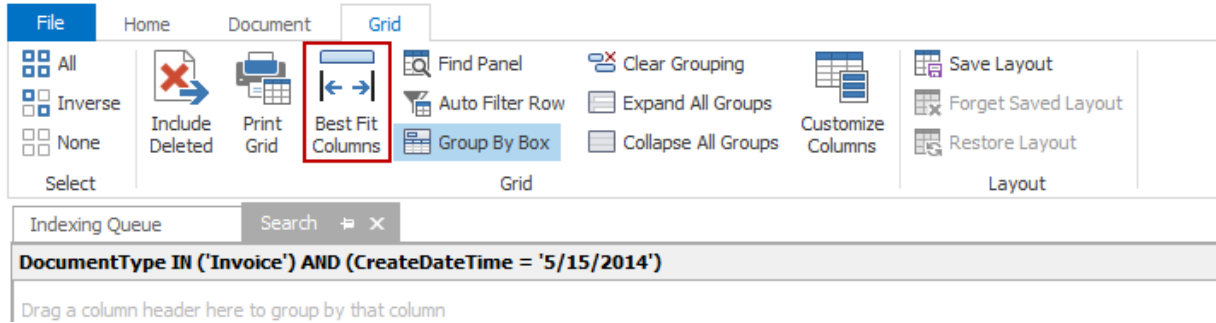 File Home Document Grid
All
Inverse
None
Select
Include
Deleted
Print
Grid
Best Fit
Columns
Find Panel
Auto Filter Row
Group By Box
Clear Grouping
Expand All Groups
Collapse All Groups
Customize
Columns
Grid
Save Layout
Forget Saved Layout
Restore Layout
Layout
Indexing Queue Search
DocumentType IN ('Invoice') AND (CreateDateTime = '5/15/2014')
Drag a column header here to group by that column